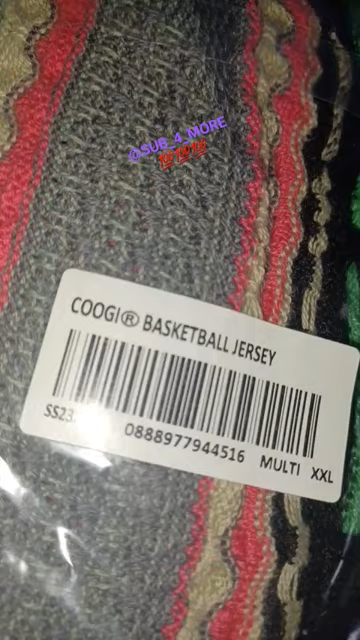 @SUB_4_MORE
💯💯💯
COOGI® BASKETBALL JERSEY
SS23
0888977944516 MULTI XXL